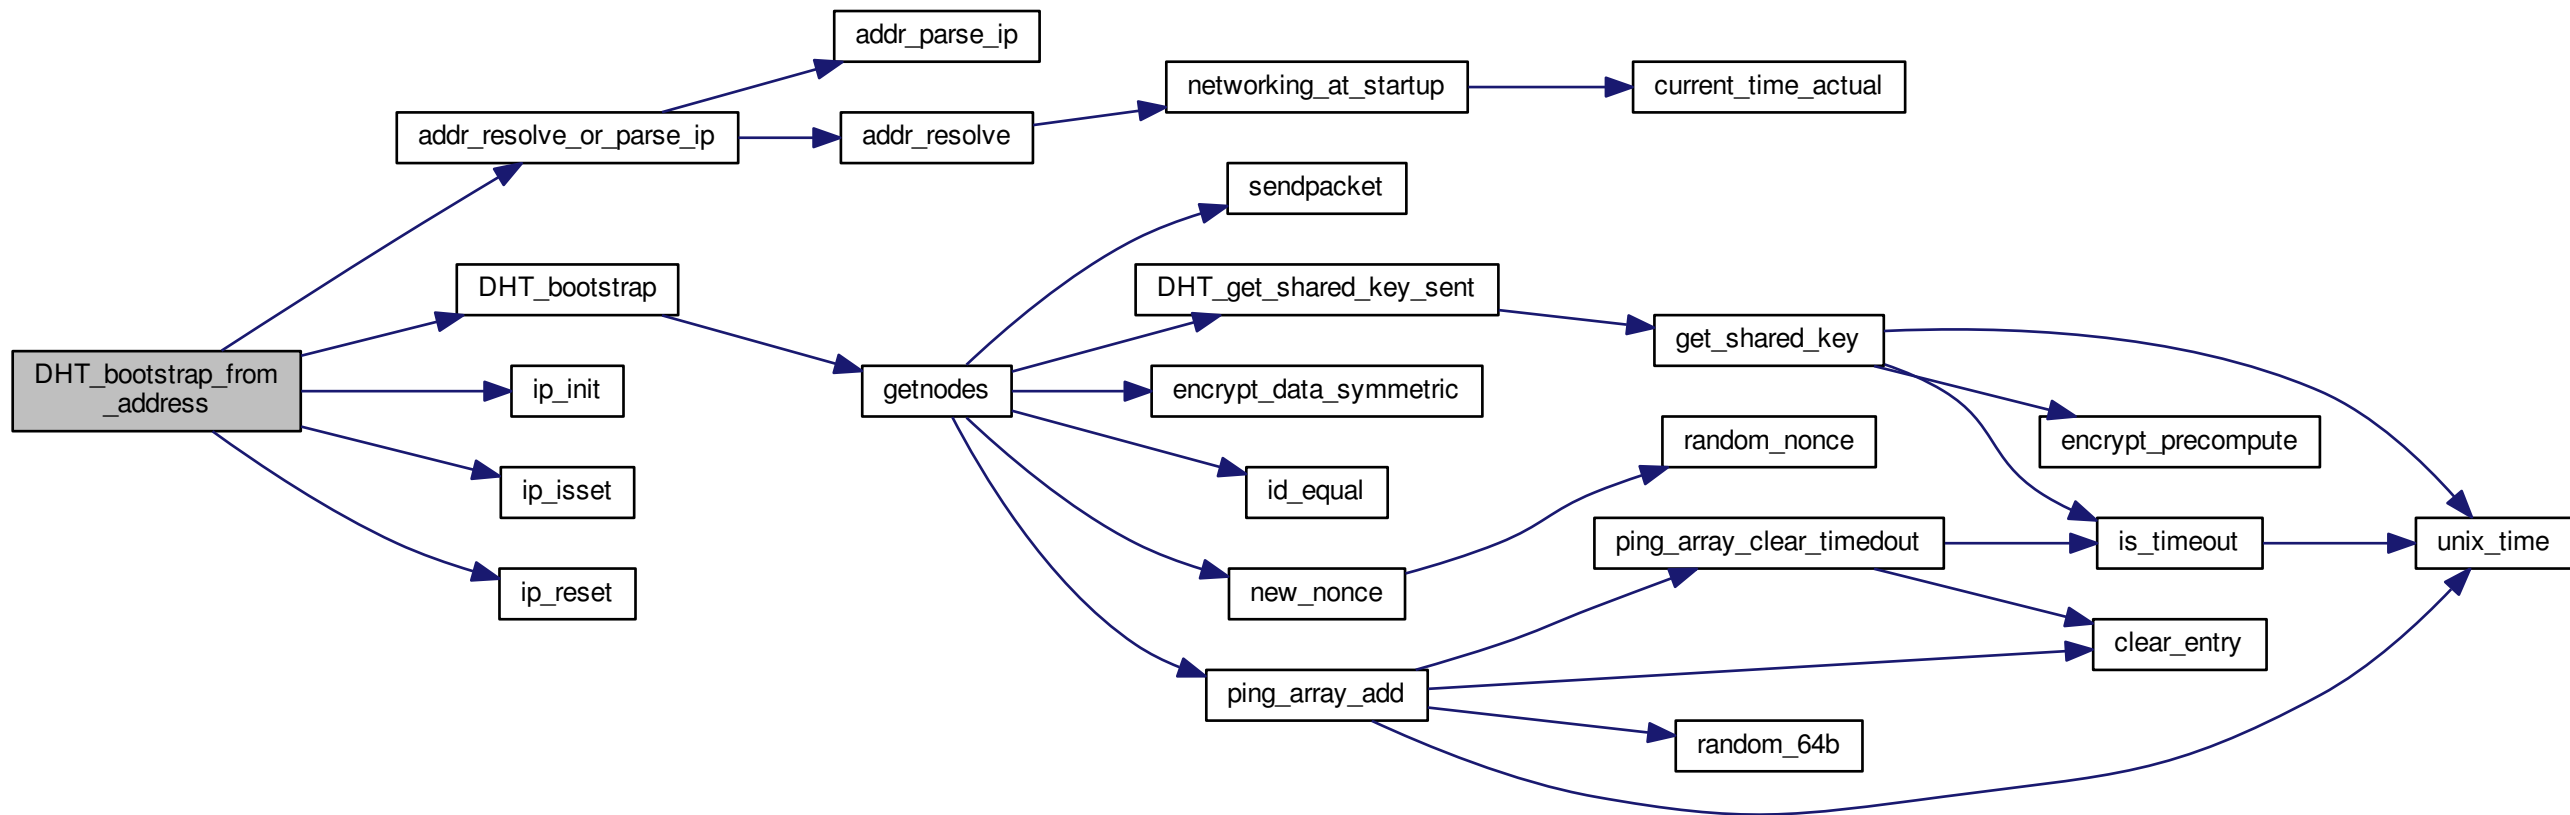 addr_parse_ip
networking_at_startup
current_time_actual
addr_resolve_or_parse_ip
addr_resolve
sendpacket
DHT_bootstrap
DHT_get_shared_key_sent
get_shared_key
DHT_bootstrap_from
_address
ip_init
getnodes
encrypt_data_symmetric
random_nonce
encrypt_precompute
ip_isset
id_equal
ping_array_clear_timedout
is_timeout
unix_time
ip_reset
new_nonce
clear_entry
ping_array_add
random_64b